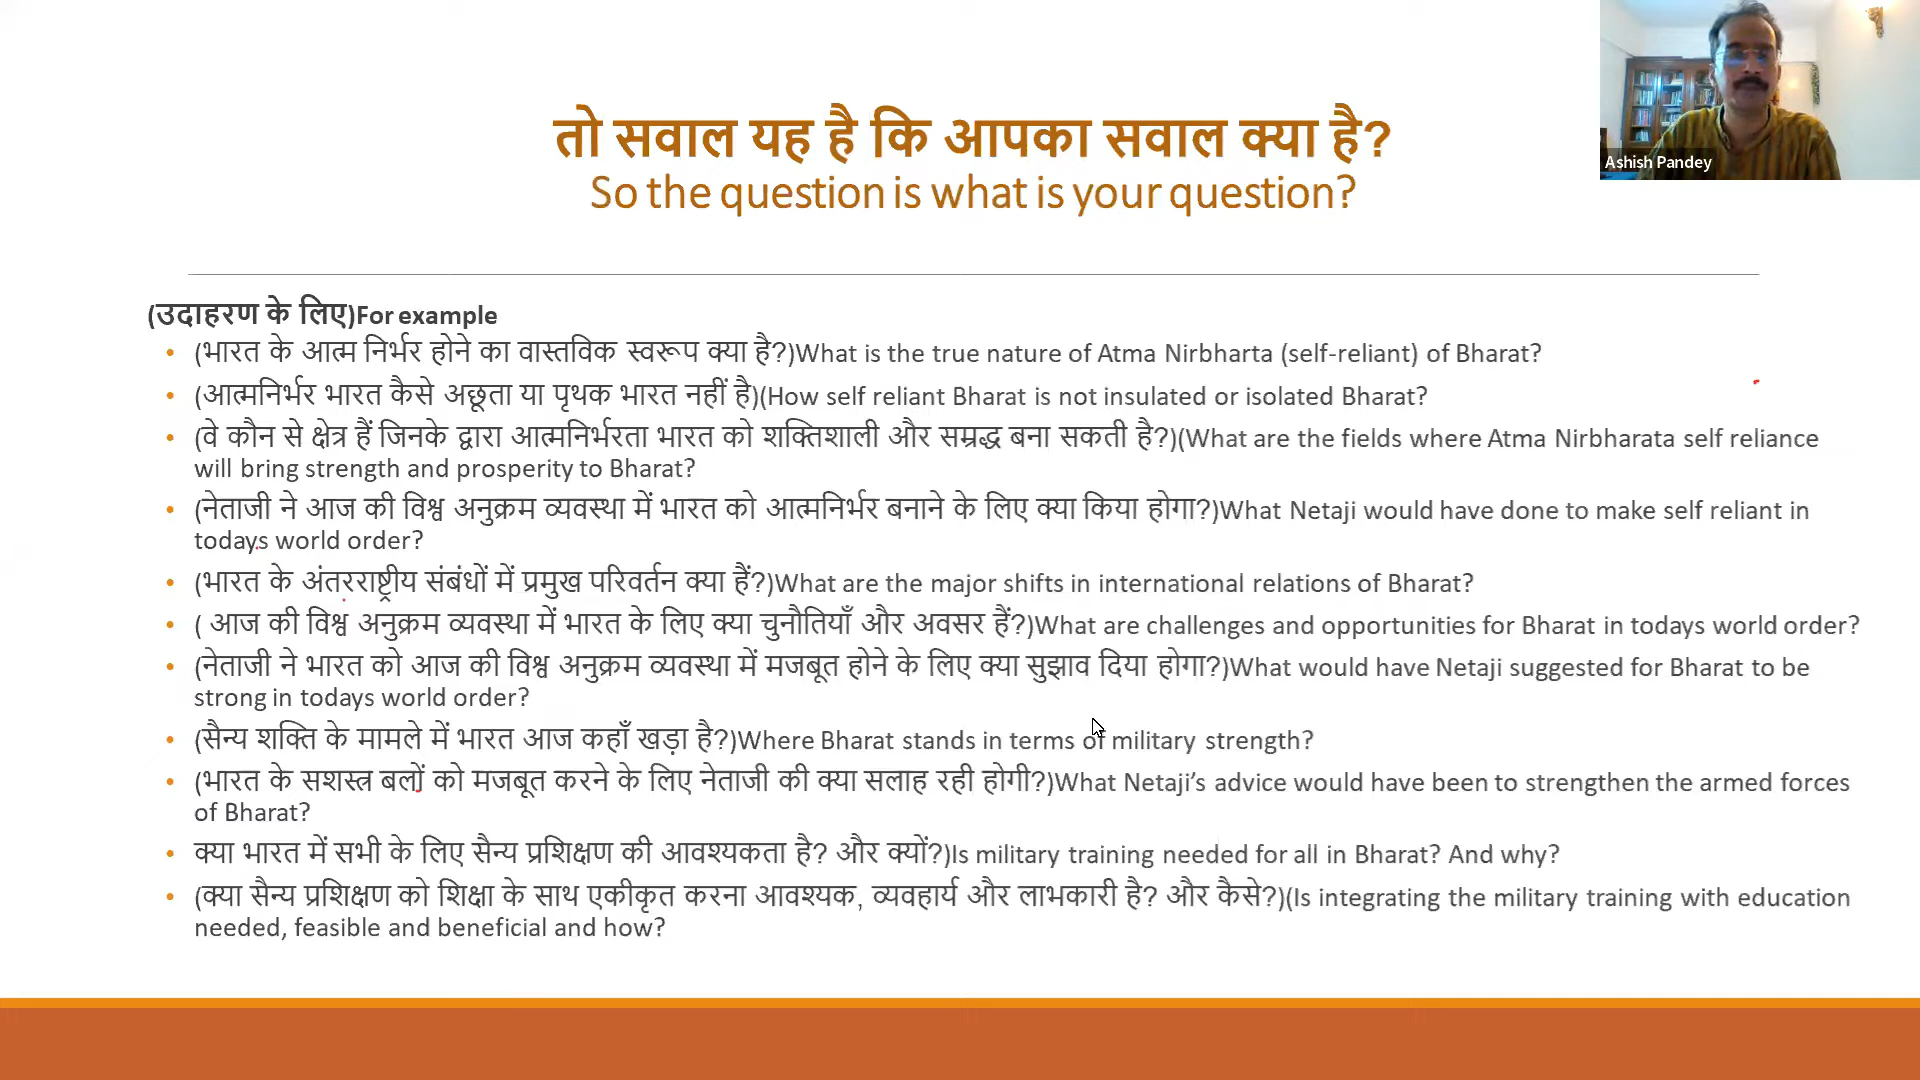 तो सवाल यह है कि आपका सवाल क्या है?
So the question is what is your question?
Ashish Pandey
(उदाहरण के लिए)For example
(भारत के आत्म निर्भर होने का वास्तविक स्वरूप क्या है?)What is the true nature of Atma Nirbharta (self-reliant) of Bharat?
(आत्मनिर्भर भारत कैसे अछूता या पृथक भारत नहीं है)(How self reliant Bharat is not insulated or isolated Bharat?
(वे कौन से क्षेत्र हैं जिनके द्वारा आत्मनिर्भरता भारत को शक्तिशाली और सम्रद्ध बना सकती है?)(What are the fields where Atma Nirbharata self reliance
will bring strength and prosperity to Bharat?
(नेताजी ने आज की विश्व अनुक्रम व्यवस्था में भारत को आत्मनिर्भर बनाने के लिए क्या किया होगा?)What Netaji would have done to make self reliant in
todays world order?
(भारत के अंतरराष्ट्रीय संबंधों में प्रमुख परिवर्तन क्या हैं?)What are the major shifts in international relations of Bharat?
( आज की विश्व अनुक्रम व्यवस्था में भारत के लिए क्या चुनौतियाँ और अवसर हैं?)What are challenges and opportunities for Bharat in todays world order?
(नेताजी ने भारत को आज की विश्व अनुक्रम व्यवस्था में मजबूत होने के लिए क्या सुझाव दिया होगा?)What would have Netaji suggested for Bharat to be
strong in todays world order?
(सैन्य शक्ति के मामले में भारत आज कहाँ खड़ा है?)Where Bharat stands in terms of military strength?
(भारत के सशस्त्र बलों को मजबूत करने के लिए नेताजी की क्या सलाह रही होगी?)What Netaji’s advice would have been to strengthen the armed forces
of Bharat?
क्या भारत में सभी के लिए सैन्य प्रशिक्षण की आवश्यकता है? और क्यों?)Is military training needed for all in Bharat? And why?
(क्या सैन्य प्रशिक्षण को शिक्षा के साथ एकीकृत करना आवश्यक, व्यवहार्य और लाभकारी है? और कैसे?)(Is integrating the military training with education
needed, feasible and beneficial and how?